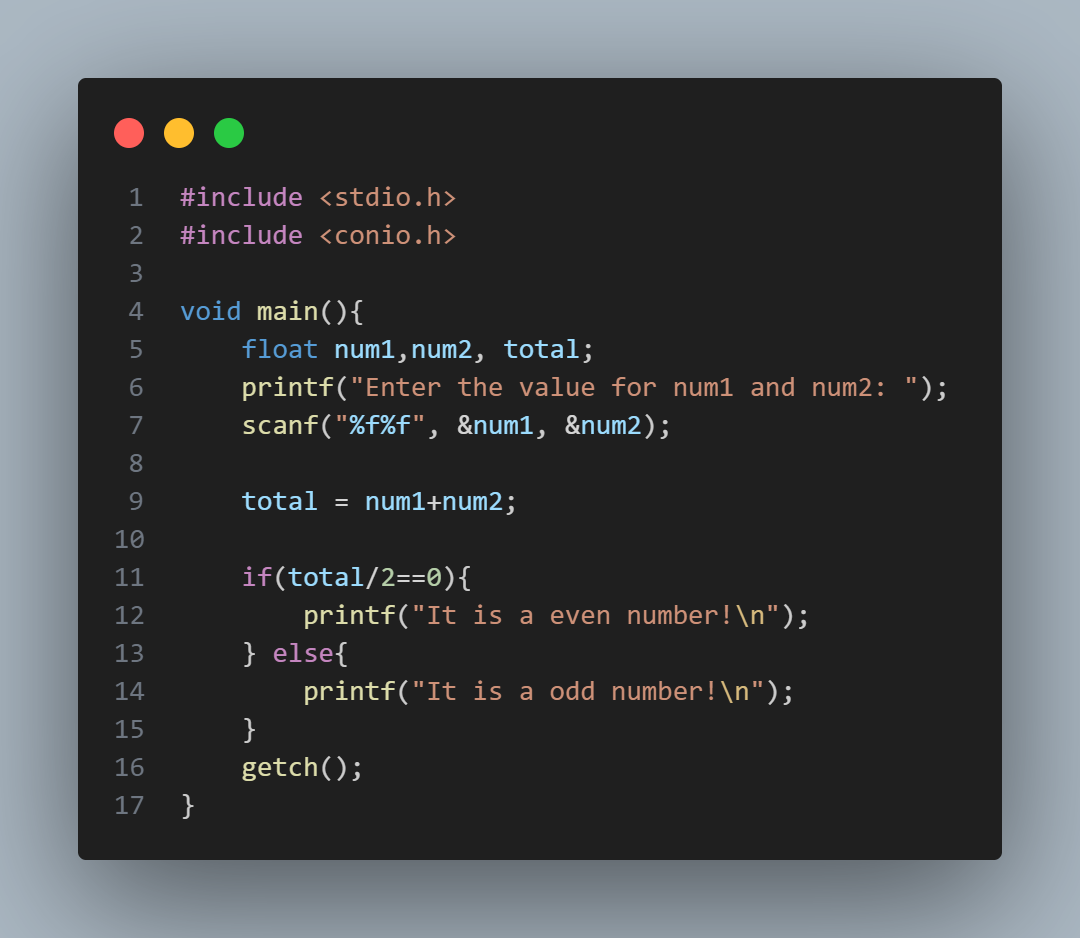 1 #include <stdio.h>
2 #include <conio.h>
3
4 void main(){
5     float num1,num2, total;
6     printf("Enter the value for num1 and num2: ");
7     scanf("%f%f", &num1, &num2);
8
9     total = num1+num2;
10
11     if(total/2==0){
12         printf("It is a even number!\n");
13     } else{
14         printf("It is a odd number!\n");
15     }
16     getch();
17 }